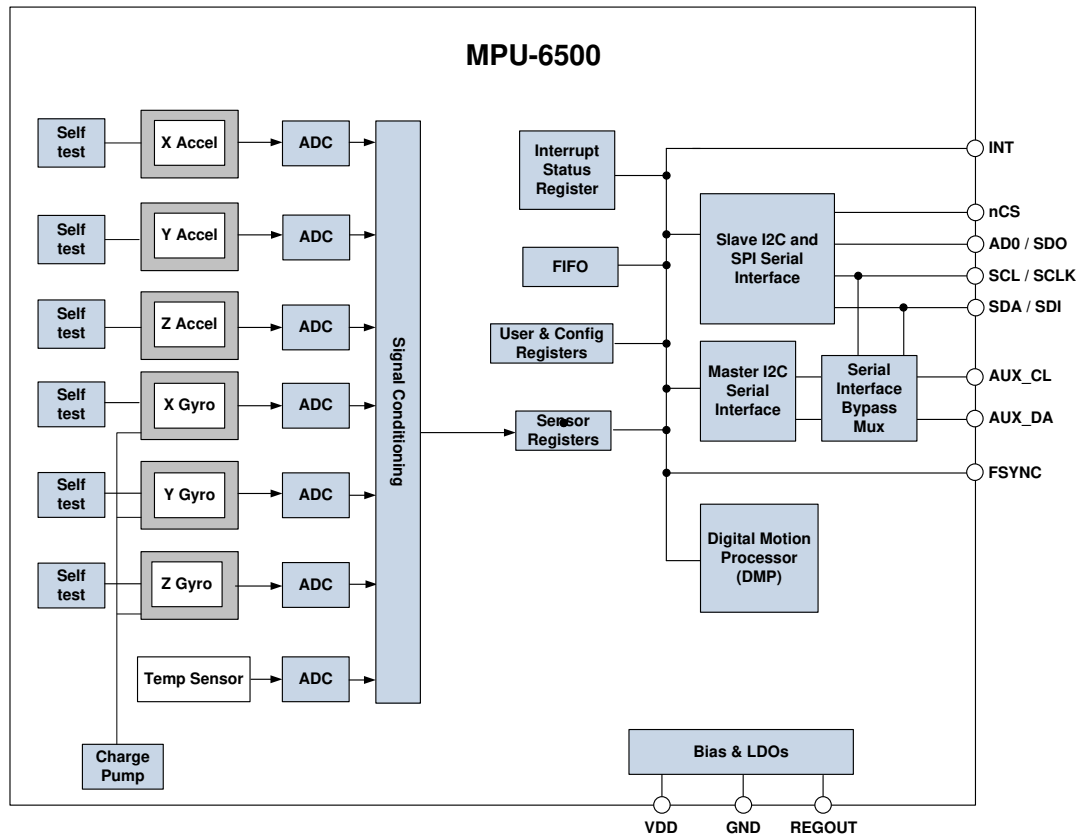 MPU-6500
Self
test
X Accel
ADC
Self
test
Y Accel
ADC
Self
test
Z Accel
ADC
Self
test
X Gyro
ADC
Self
test
Y Gyro
ADC
Self
test
Z Gyro
ADC
Temp Sensor
ADC
Charge
Pump
Signal Conditioning
Interrupt
Status
Register
FIFO
User & Config
Registers
Sensor
Registers
Slave I2C and
SPI Serial
Interface
Master I2C
Serial
Interface
Serial
Interface
Bypass
Mux
Digital Motion
Processor
(DMP)
Bias & LDOs
INT
nCS
AD0 / SDO
SCL / SCLK
SDA / SDI
AUX_CL
AUX_DA
FSYNC
VDD
GND
REGOUT